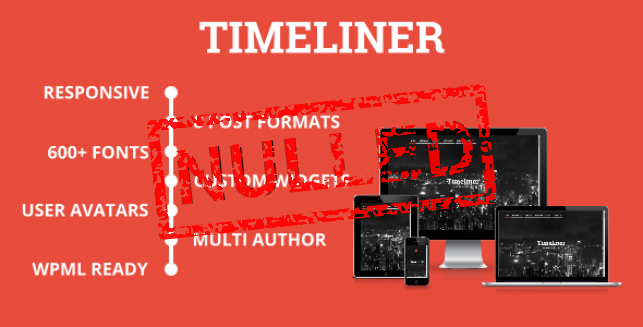 TIMELINER
RESPONSIVE
POST FORMATS
600+ FONTS
NULLED
CUSTOM WIDGETS
USER AVATARS
MULTI AUTHOR
WPML READY
Timeliner
Timeliner